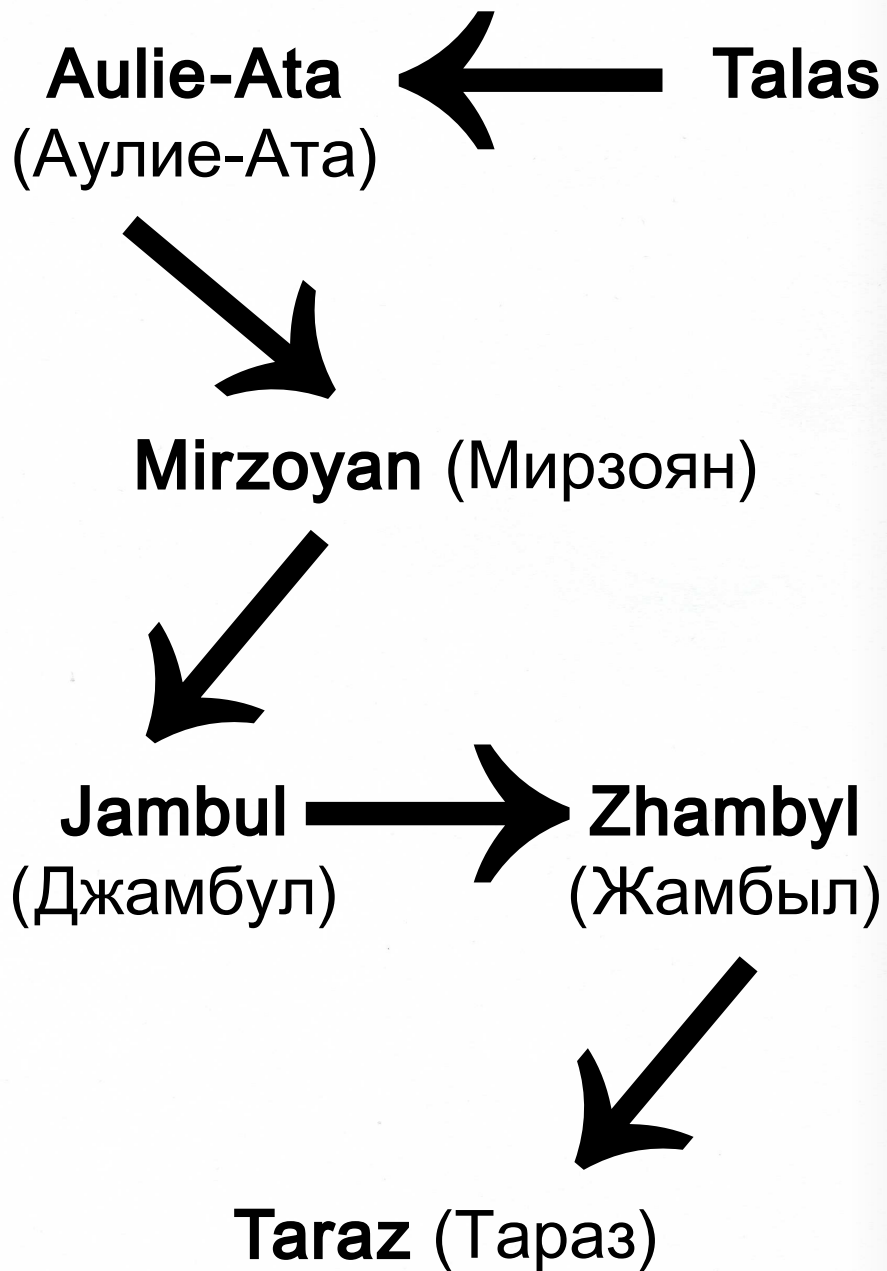 Aulie-Ata
(Аулие-Ата)
Talas
Mirzoyan (Мирзоян)
Jambul
(Джамбул)
Zhambyl
(Жамбыл)
Taraz (Тараз)